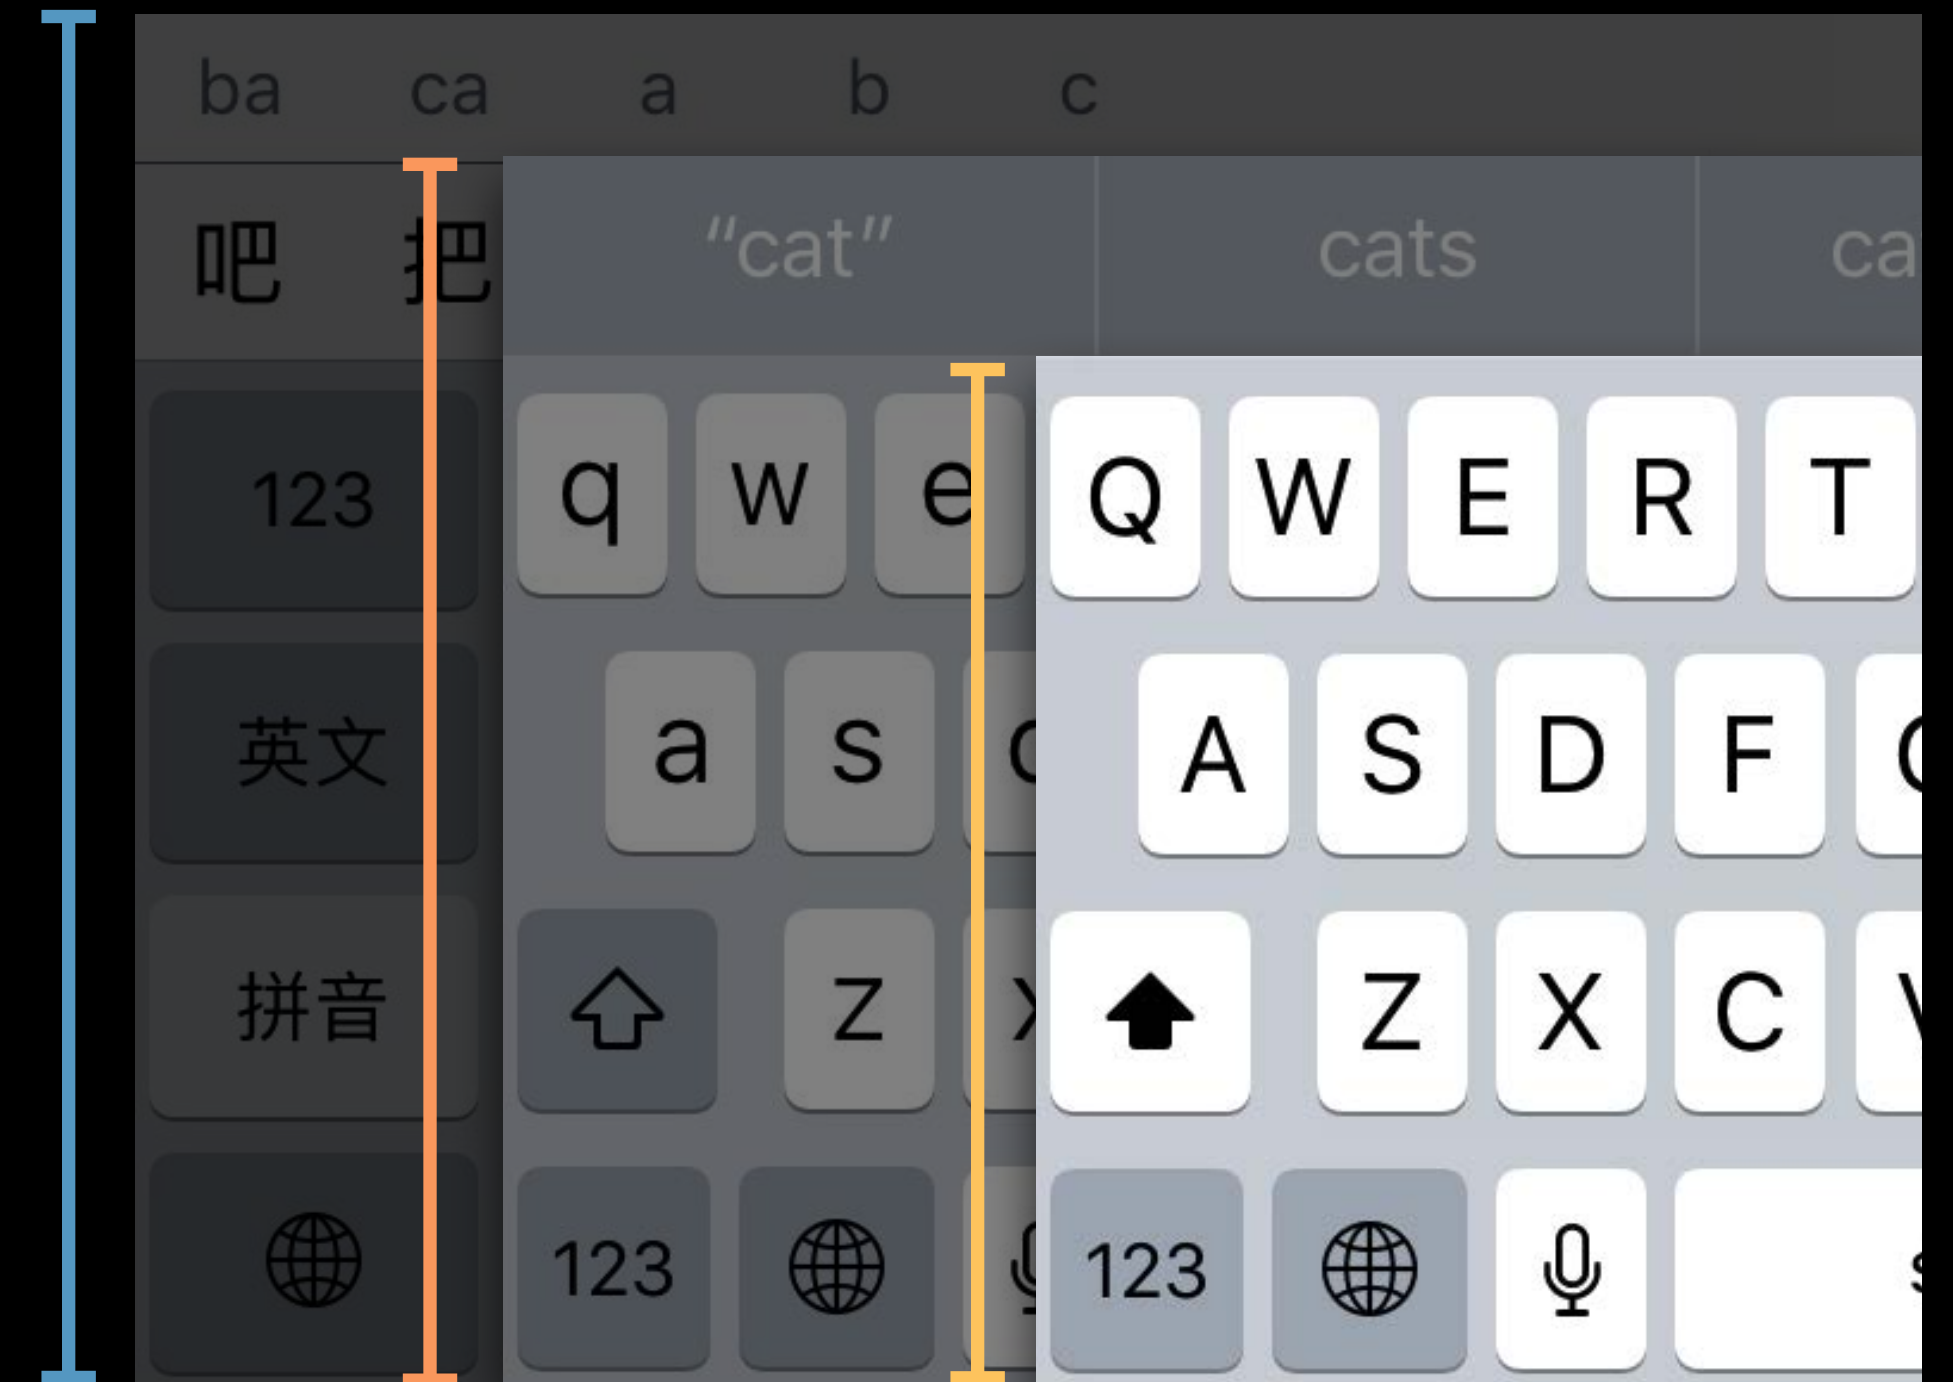 ba ca a b c
吧 把 “cat” cats
123 q w e Q W E R T
英文 a s A S D F
拼音 z Z X C
123 123